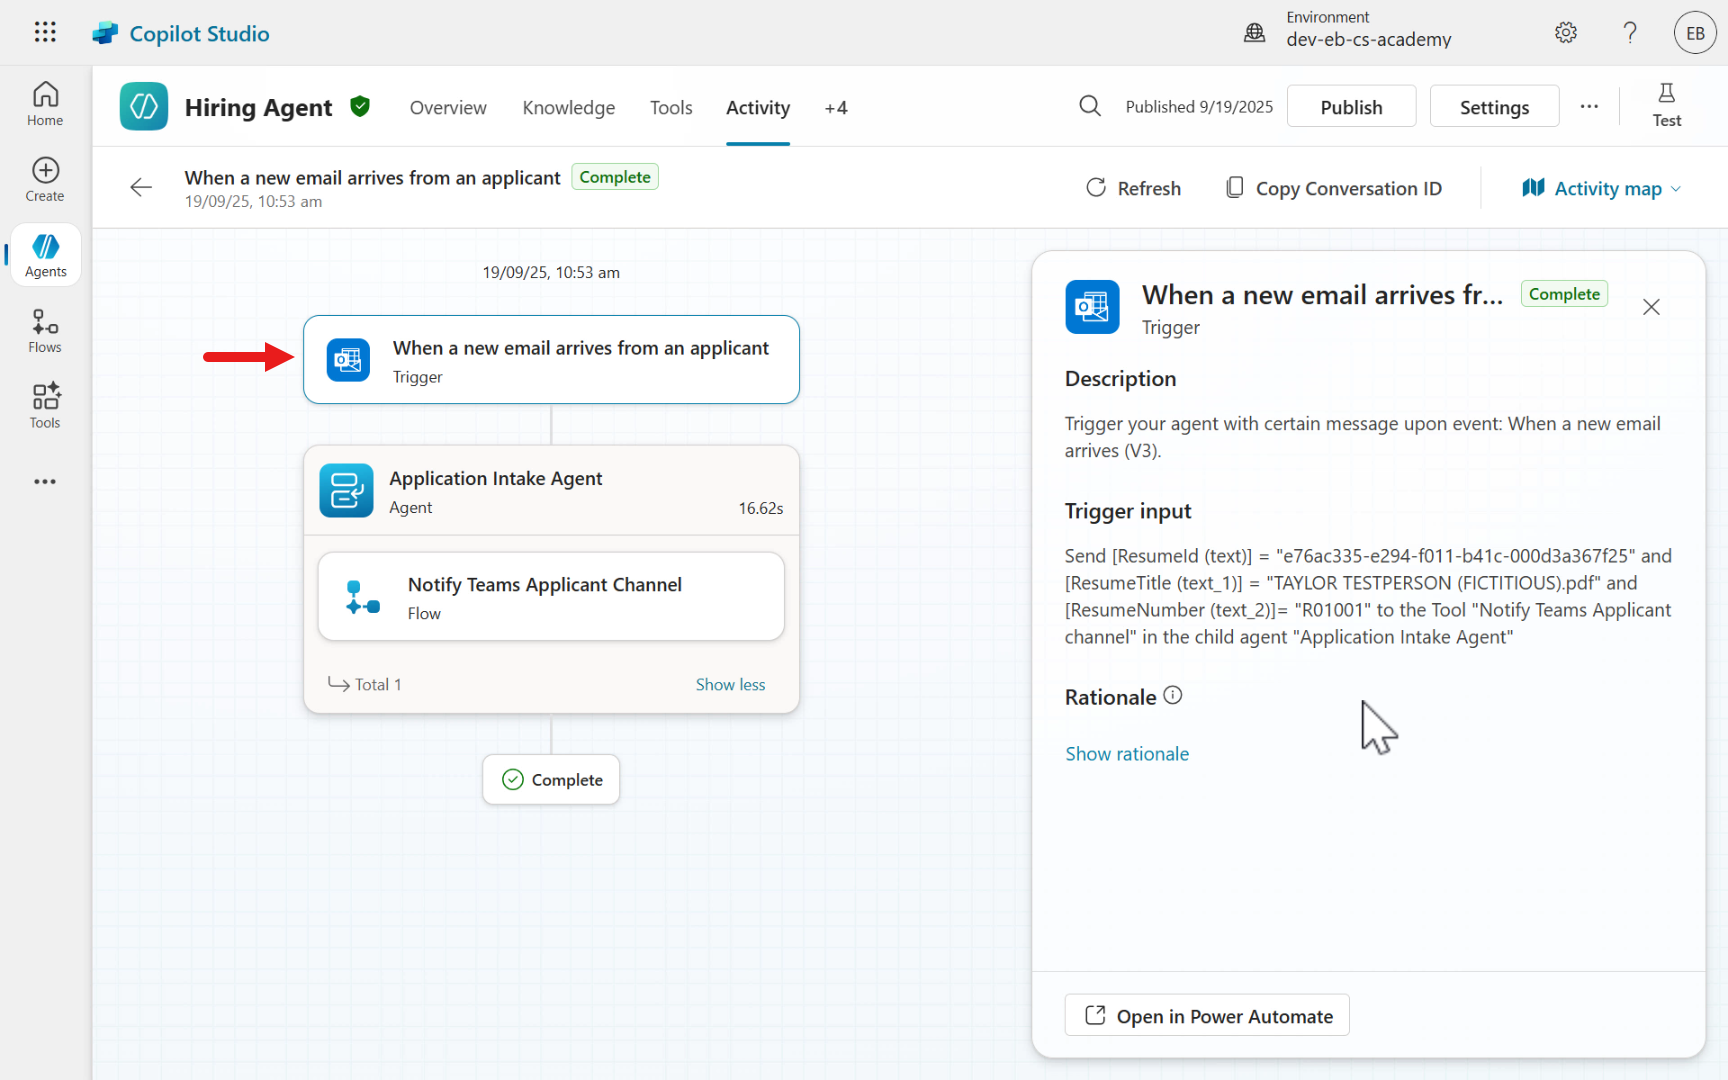 Copilot Studio
Environment
dev-eb-cs-academy
EB
Home
Create
Agents
Flows
Tools
Hiring Agent
Overview
Knowledge
Tools
Activity
+4
Published 9/19/2025
Publish
Settings
Test
When a new email arrives from an applicant
Complete
19/09/25, 10:53 am
Refresh
Copy Conversation ID
Activity map
19/09/25, 10:53 am
When a new email arrives from an applicant
Trigger
Application Intake Agent
Agent
16.62s
Notify Teams Applicant Channel
Flow
Total 1
Show less
Complete
When a new email arrives fr...
Complete
Trigger
Description
Trigger your agent with certain message upon event: When a new email
arrives (V3).
Trigger input
Send [ResumeId (text)] = "e76ac335-e294-f011-b41c-000d3a367f25" and
[ResumeTitle (text_1)] = "TAYLOR TESTPERSON (FICTITIOUS).pdf" and
[ResumeNumber (text_2)]= "R01001" to the Tool "Notify Teams Applicant
channel" in the child agent "Application Intake Agent"
Rationale
Show rationale
Open in Power Automate